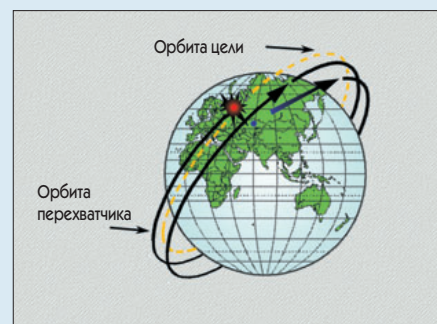 Орбита цели
Орбита
перехватчика